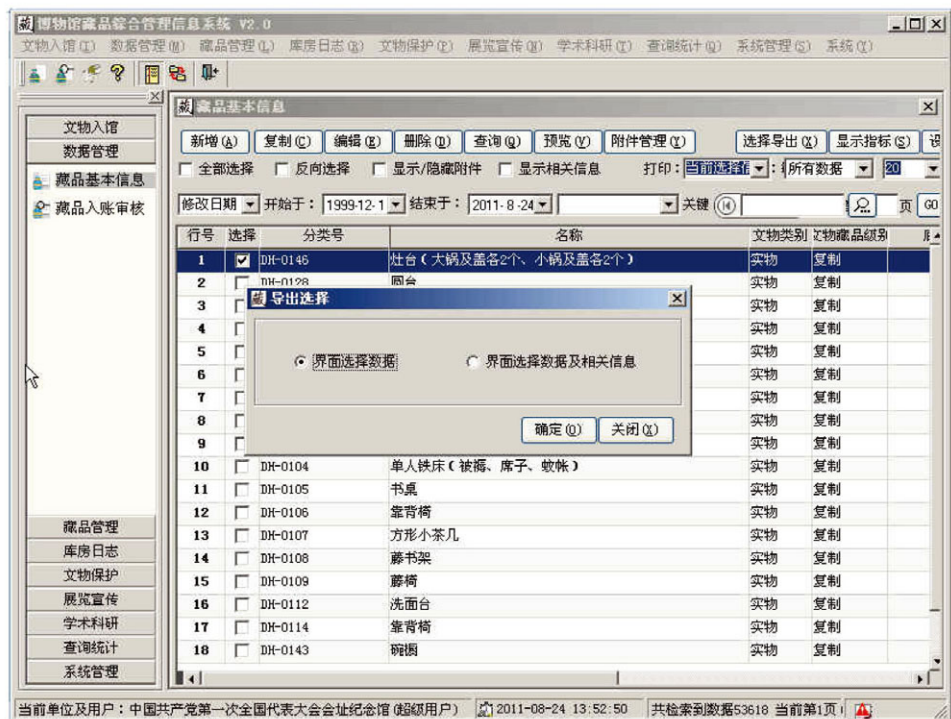 博物馆藏品综合管理信息系统 V2.0
文物入馆(I) 数据管理(M) 藏品管理(L) 库房日志(R) 文物保护(P) 展览宣传(N) 学术科研(T) 查询统计(Q) 系统管理(S) 系统(Y)
文物入馆
数据管理
藏品基本信息
藏品入账审核
藏品管理
库房日志
文物保护
展览宣传
学术科研
查询统计
系统管理
藏品基本信息
新增(A) 复制(C) 编辑(E) 删除(D) 查询(Q) 预览(V) 附件管理(Y) 选择导出(X) 显示指标(S)
全部选择 反向选择 显示/隐藏附件 显示相关信息 打印: 当前选择 所有数据 20
修改日期 开始于: 1999-12-1 结束于: 2011-8-24 关键 页 GO
行号 选择 分类号 名称 文物类别 文物藏品级别
1 DH-0146 灶台(大锅及盖各2个、小锅及盖各2个) 实物 复制
2 DH-0128 圆台 实物 复制
3 实物 复制
4 实物 复制
5 实物 复制
6 实物 复制
7 实物 复制
8 实物 复制
9 实物 复制
10 DH-0104 单人铁床(被褥、席子、蚊帐) 实物 复制
11 DH-0105 书桌 实物 复制
12 DH-0106 靠背椅 实物 复制
13 DH-0107 方形小茶几 实物 复制
14 DH-0108 藤书架 实物 复制
15 DH-0109 藤椅 实物 复制
16 DH-0112 洗面台 实物 复制
17 DH-0114 靠背椅 实物 复制
18 DH-0143 碗橱 实物 复制
导出选择
界面选择数据 界面选择数据及相关信息
确定(O) 关闭(X)
当前单位及用户:中国共产党第一次全国代表大会会址纪念馆(超级用户) 2011-08-24 13:52:50 共检索到数据53618 当前第1页